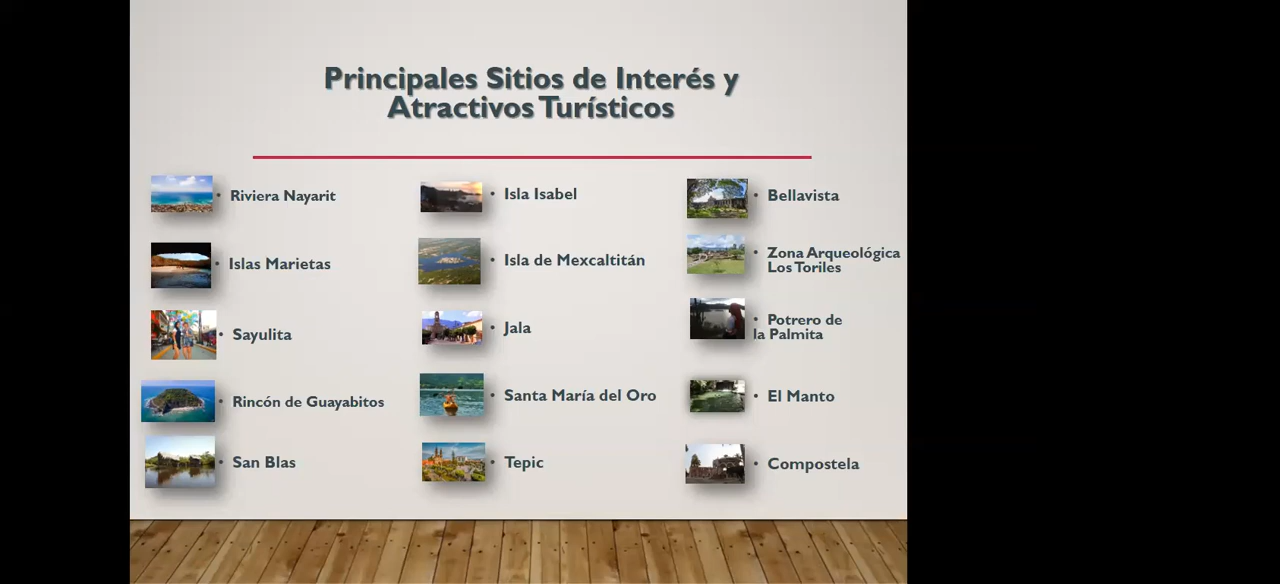 Principales Sitios de Interés y
Atractivos Turísticos
• Riviera Nayarit
• Islas Marietas
• Sayulita
• Rincón de Guayabitos
• San Blas
• Isla Isabel
• Isla de Mexcaltitán
• Jala
• Santa María del Oro
• Tepic
• Bellavista
• Zona Arqueológica
Los Toriles
• Potrero de
la Palmita
• El Manto
• Compostela